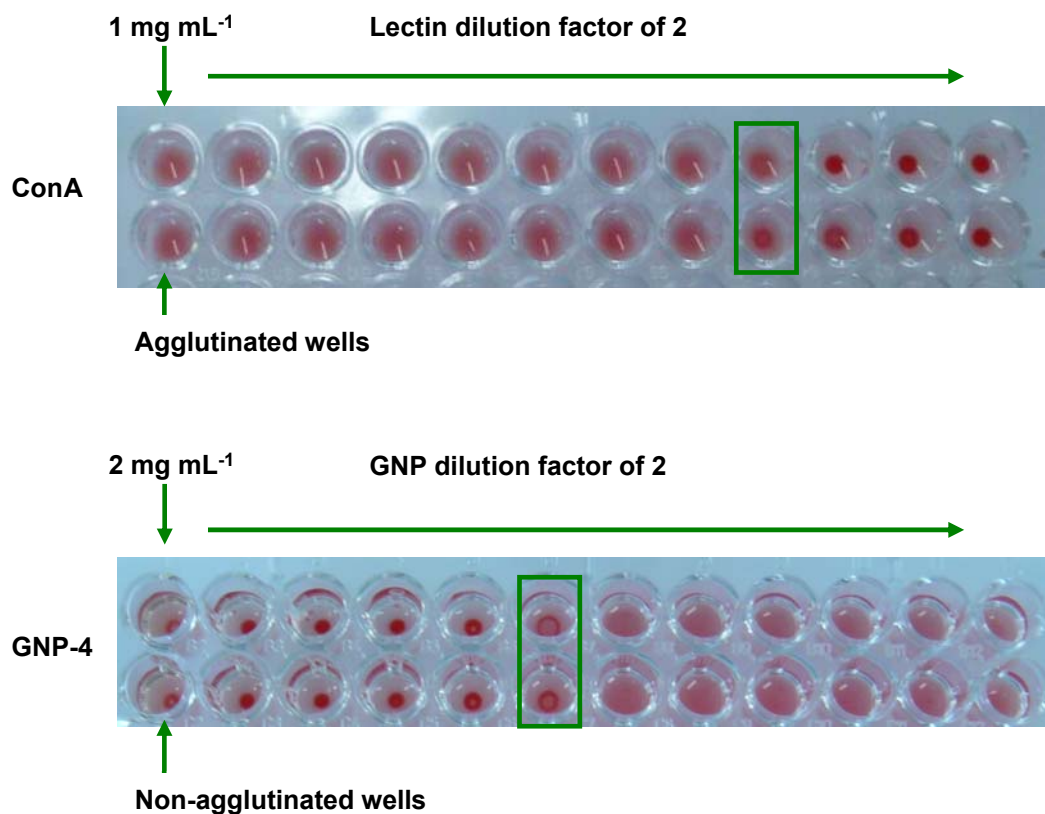 1 mg mL⁻¹
Lectin dilution factor of 2
ConA
Agglutinated wells
2 mg mL⁻¹
GNP dilution factor of 2
GNP-4
Non-agglutinated wells